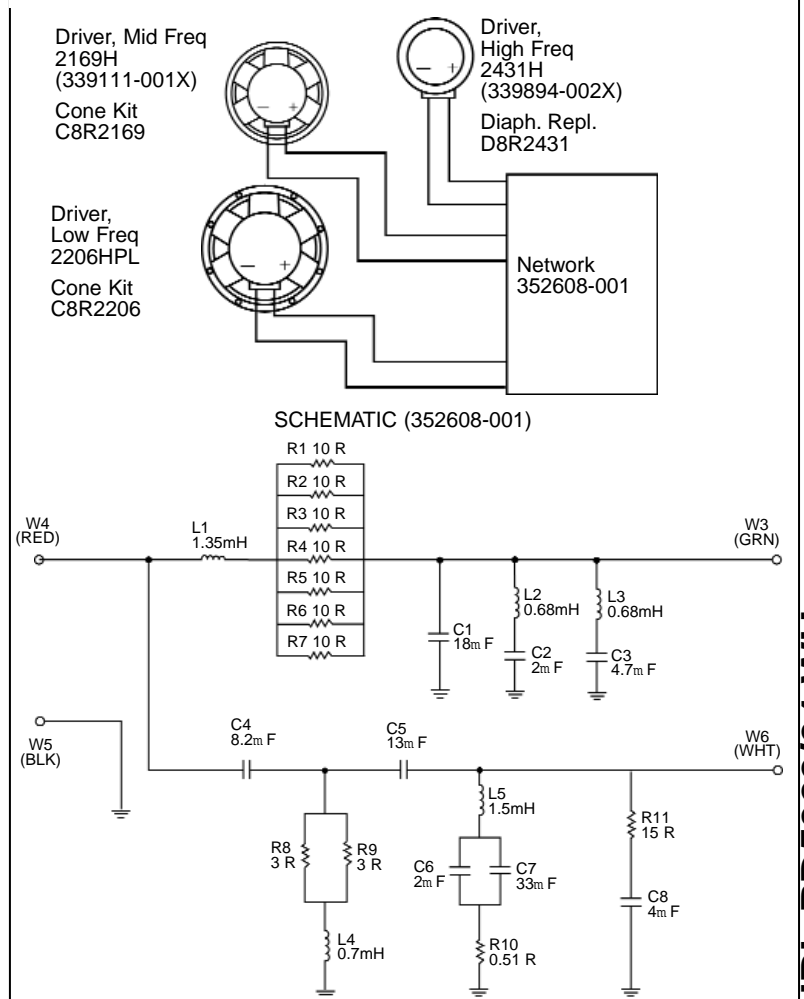 Driver, Mid Freq
2169H
(339111-001X)
Cone Kit
C8R2169
Driver,
High Freq
2431H
(339894-002X)
Diaph. Repl.
D8R2431
Driver,
Low Freq
2206HPL
Cone Kit
C8R2206
Network
352608-001
SCHEMATIC (352608-001)
R1 10 R
R2 10 R
R3 10 R
R4 10 R
R5 10 R
R6 10 R
R7 10 R
W4
(RED)
L1
1.35mH
W3
(GRN)
C1
18m F
L2
0.68mH
C2
2m F
L3
0.68mH
C3
4.7m F
W5
(BLK)
C4
8.2m F
C5
13m F
W6
(WHT)
R8
3 R
R9
3 R
L4
0.7mH
L5
1.5mH
C6
2m F
C7
33m F
R10
0.51 R
R11
15 R
C8
4m F